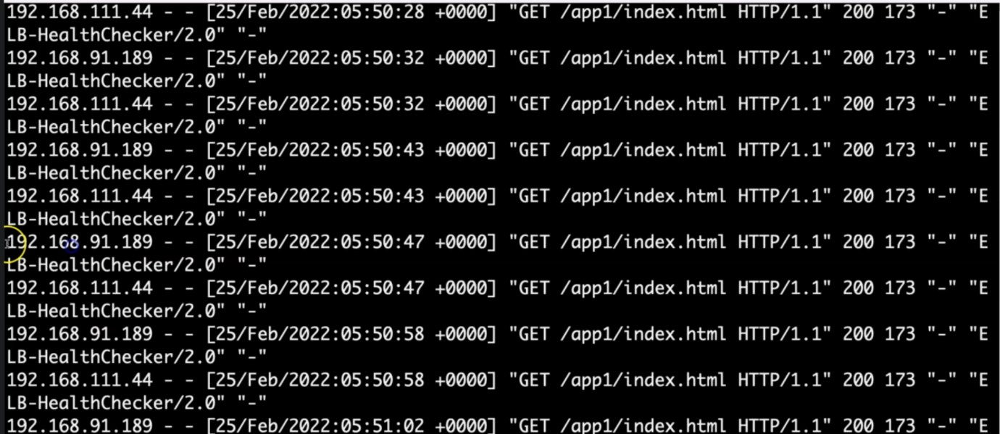 192.168.111.44 - - [25/Feb/2022:05:50:28 +0000] "GET /app1/index.html HTTP/1.1" 200 173 "-" "E
LB-HealthChecker/2.0" "-"
192.168.91.189 - - [25/Feb/2022:05:50:32 +0000] "GET /app1/index.html HTTP/1.1" 200 173 "-" "E
LB-HealthChecker/2.0" "-"
192.168.111.44 - - [25/Feb/2022:05:50:32 +0000] "GET /app1/index.html HTTP/1.1" 200 173 "-" "E
LB-HealthChecker/2.0" "-"
192.168.91.189 - - [25/Feb/2022:05:50:43 +0000] "GET /app1/index.html HTTP/1.1" 200 173 "-" "E
LB-HealthChecker/2.0" "-"
192.168.111.44 - - [25/Feb/2022:05:50:43 +0000] "GET /app1/index.html HTTP/1.1" 200 173 "-" "E
LB-HealthChecker/2.0" "-"
192.168.91.189 - - [25/Feb/2022:05:50:47 +0000] "GET /app1/index.html HTTP/1.1" 200 173 "-" "E
LB-HealthChecker/2.0" "-"
192.168.111.44 - - [25/Feb/2022:05:50:47 +0000] "GET /app1/index.html HTTP/1.1" 200 173 "-" "E
LB-HealthChecker/2.0" "-"
192.168.91.189 - - [25/Feb/2022:05:50:58 +0000] "GET /app1/index.html HTTP/1.1" 200 173 "-" "E
LB-HealthChecker/2.0" "-"
192.168.111.44 - - [25/Feb/2022:05:50:58 +0000] "GET /app1/index.html HTTP/1.1" 200 173 "-" "E
LB-HealthChecker/2.0" "-"
192.168.91.189 - - [25/Feb/2022:05:51:02 +0000] "GET /app1/index.html HTTP/1.1" 200 173 "-" "E